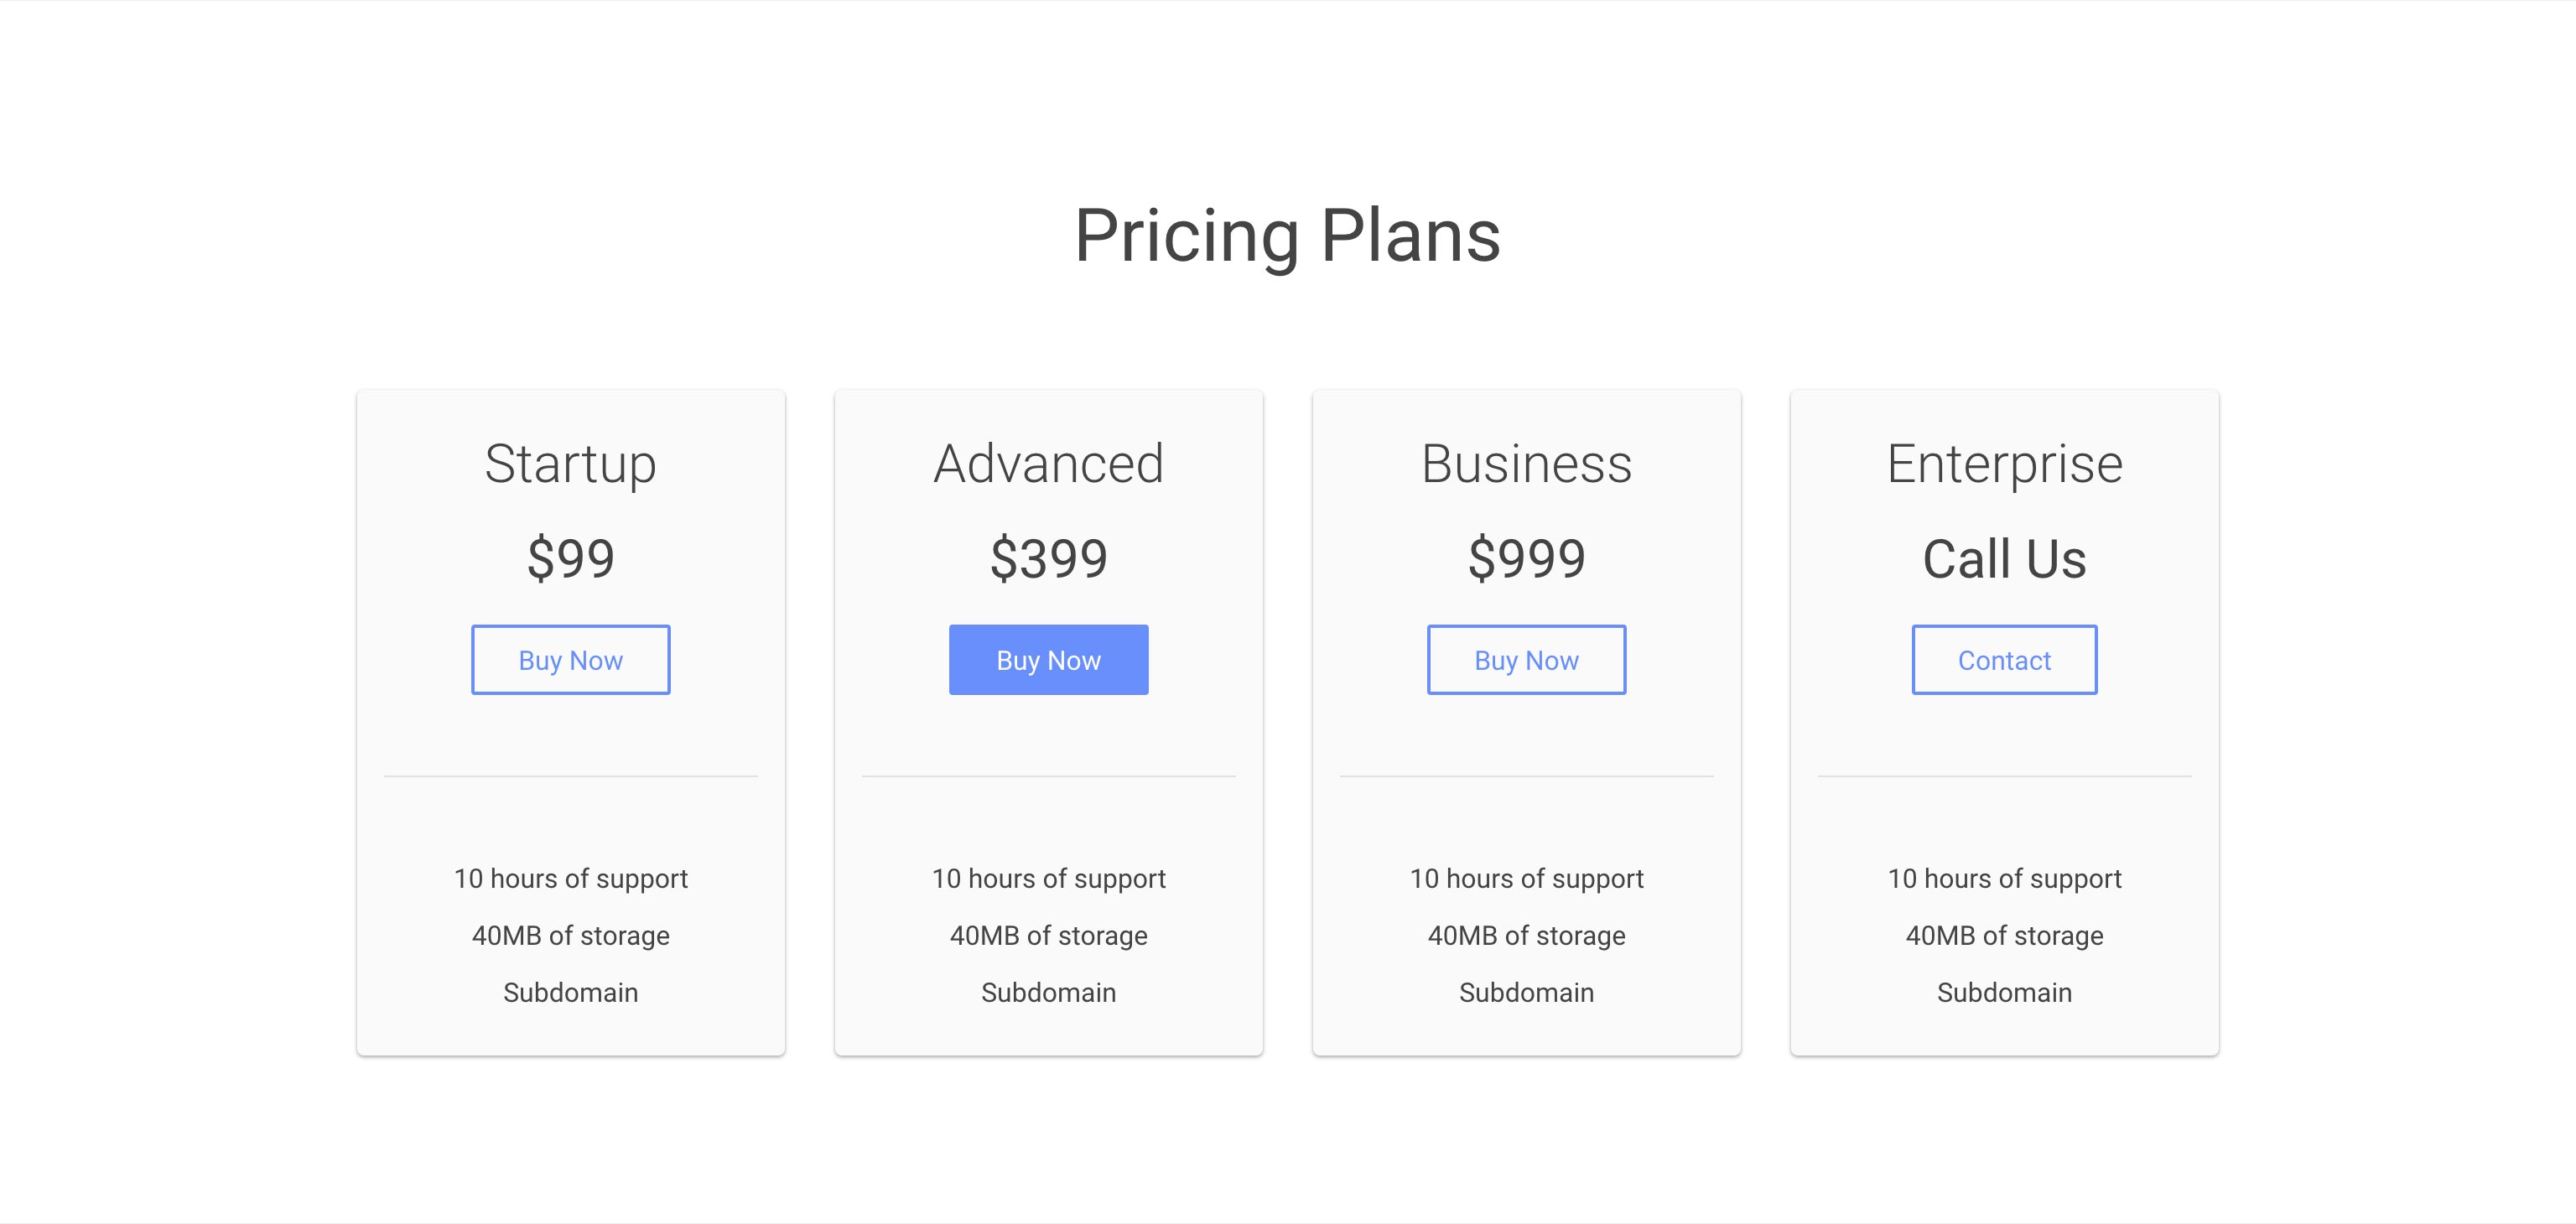 Pricing Plans
Startup
$99
Buy Now
10 hours of support
40MB of storage
Subdomain
Advanced
$399
Buy Now
10 hours of support
40MB of storage
Subdomain
Business
$999
Buy Now
10 hours of support
40MB of storage
Subdomain
Enterprise
Call Us
Contact
10 hours of support
40MB of storage
Subdomain